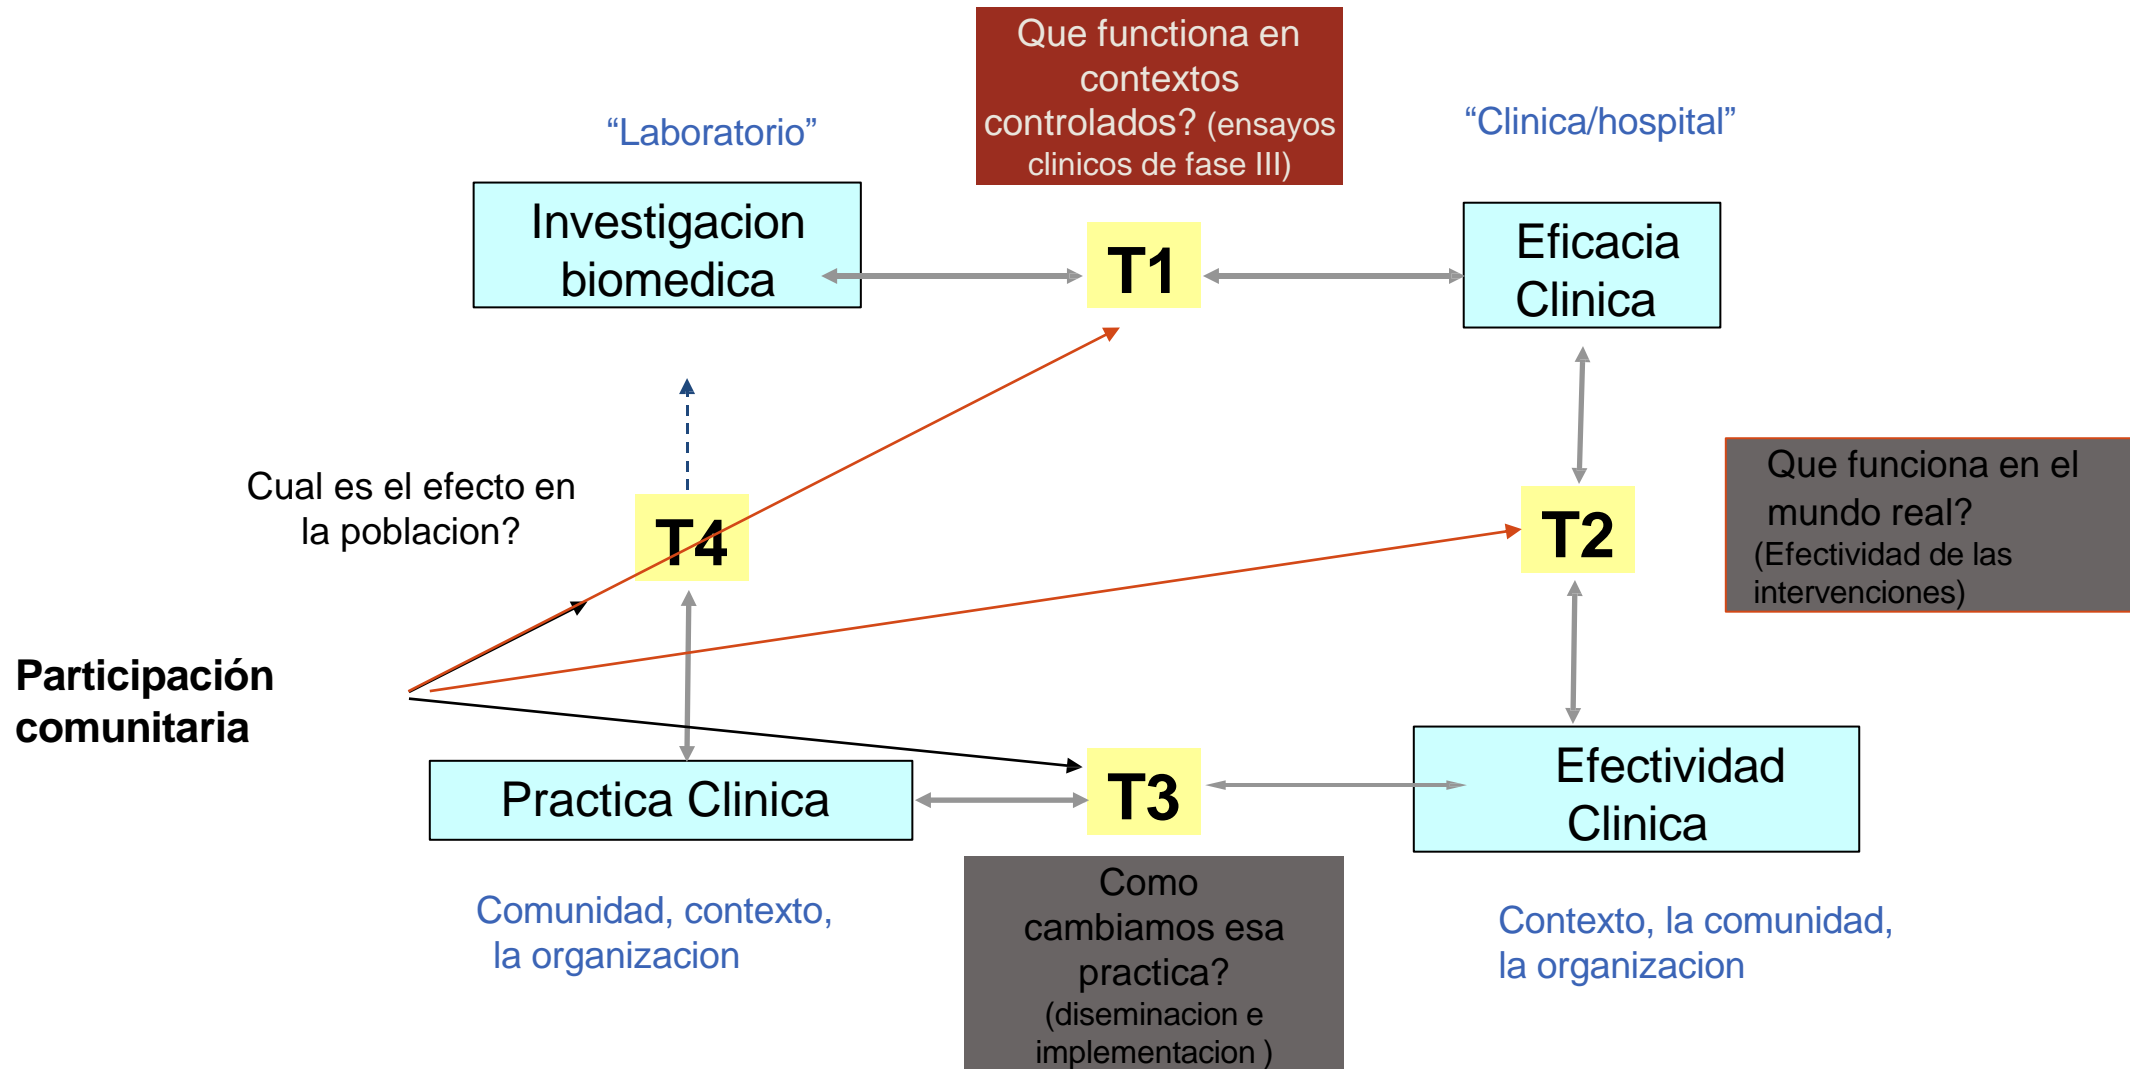 Que functiona en
contextos
controlados? (ensayos
clinicos de fase III)
“Laboratorio”
“Clinica/hospital”
Investigacion
biomedica
T1
Eficacia
Clinica
Cual es el efecto en
la poblacion?
T4
T2
Que funciona en el
mundo real?
(Efectividad de las
intervenciones)
Participación
comunitaria
Practica Clinica
T3
Efectividad
Clinica
Comunidad, contexto,
la organizacion
Como
cambiamos esa
practica?
(diseminacion e
implementacion )
Contexto, la comunidad,
la organizacion